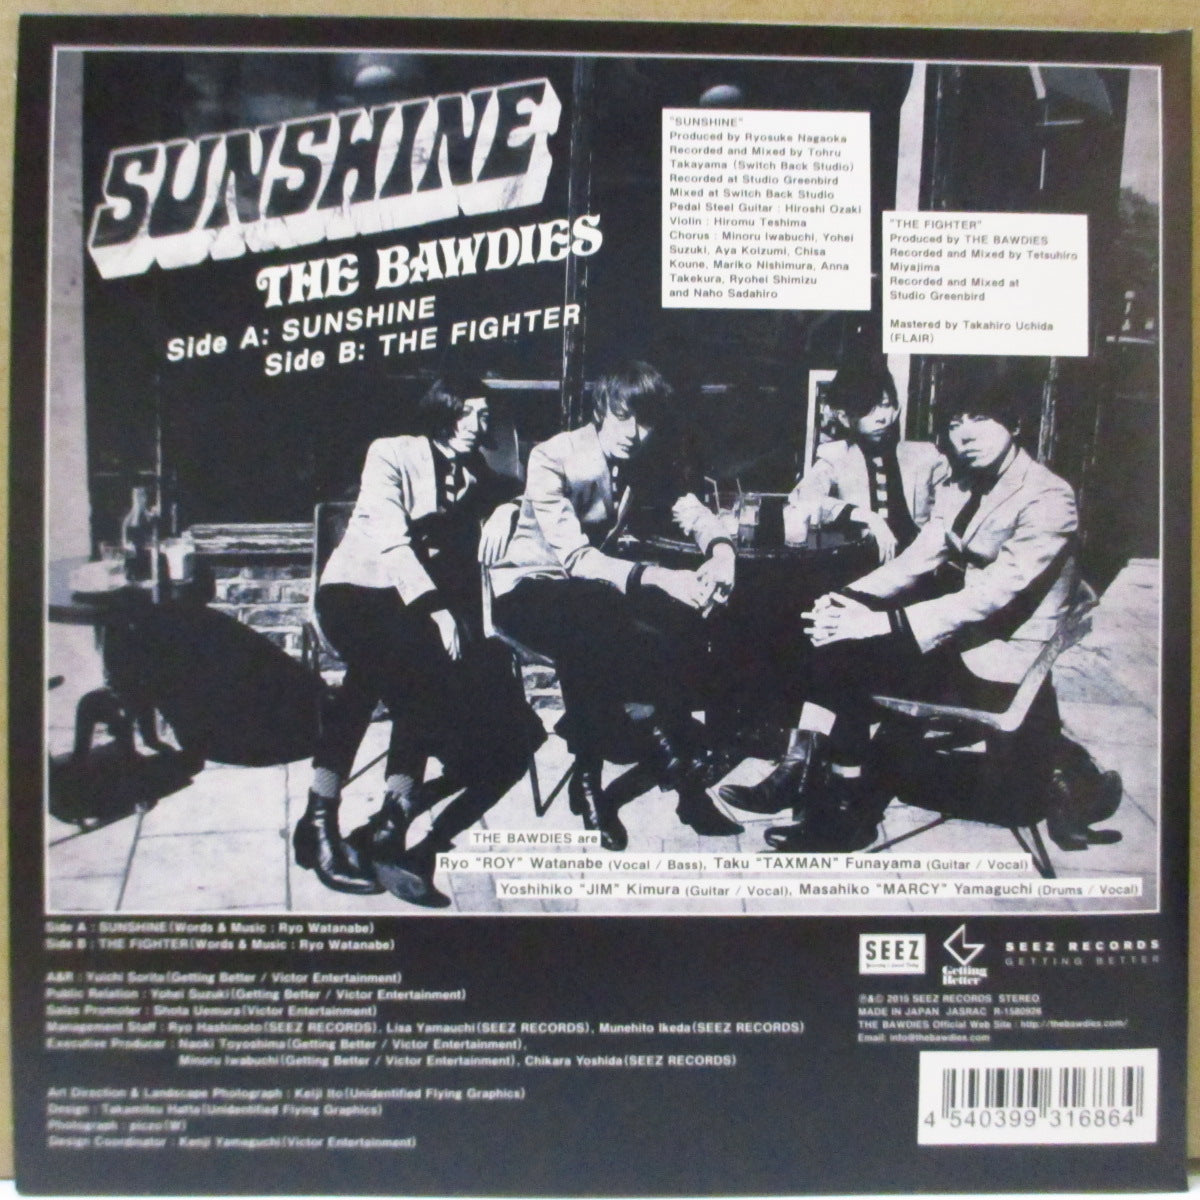 SUNSHINE
THE BAWDIES
Side A: SUNSHINE
Side B: THE FIGHTER
"SUNSHINE"
Produced by Ryosuke Nagaoka
Recorded and Mixed by Tohru
Takayama (Switch Back Studio)
Recorded at Studio Greenbird
Mixed at Switch Back Studio
Pedal Steel Guitar : Hiroshi Ozaki
Violin : Hiromu Teshima
Chorus : Minoru Iwabuchi, Yohei
Suzuki, Aya Koizumi, Chisa
Koune, Mariko Nishimura, Anna
Takekura, Ryohei Shimizu
and Naho Sadahiro
"THE FIGHTER"
Produced by THE BAWDIES
Recorded and Mixed by Tetsuhiro
Miyajima
Recorded and Mixed at
Studio Greenbird
Mastered by Takahiro Uchida
(FLAIR)
THE BAWDIES are
Ryo "ROY" Watanabe (Vocal / Bass), Taku "TAXMAN" Funayama (Guitar / Vocal)
Yoshihiko "JIM" Kimura (Guitar / Vocal), Masahiko "MARCY" Yamaguchi (Drums / Vocal)
Side A : SUNSHINE(Words & Music : Ryo Watanabe)
Side B : THE FIGHTER(Words & Music : Ryo Watanabe)
A&R : Yuichi Sorita(Getting Better / Victor Entertainment)
Public Relation : Yohei Suzuki(Getting Better / Victor Entertainment)
Sales Promoter : Shota Uemura(Victor Entertainment)
Management Staff : Ryo Hashimoto(SEEZ RECORDS), Lisa Yamauchi(SEEZ RECORDS), Munehito Ikeda(SEEZ RECORDS)
Executive Producer : Naoki Toyoshima(Getting Better / Victor Entertainment),
Minoru Iwabuchi(Getting Better / Victor Entertainment), Chikara Yoshida(SEEZ RECORDS)
Art Direction & Landscape Photograph : Keiji Ito(Unidentified Flying Graphics)
Design : Takamitsu Hotta(Unidentified Flying Graphics)
Photograph : piczo(W)
Design Coordinator : Kenji Yamaguchi(Victor Entertainment)
SEEZ
Getting
Better
SEEZ RECORDS
GETTING BETTER
℗&© 2015 SEEZ RECORDS STEREO
MADE IN JAPAN JASRAC R-1580926
THE BAWDIES Official Web Site : http://thebawdies.com/
Email: info@thebawdies.com
4 540399 316864